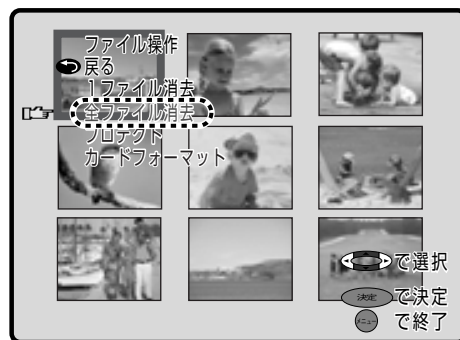 ファイル操作
戻る
1ファイル消去
全ファイル消去
プロテクト
カードフォーマット
で選択
決定 で決定
メニュー で終了